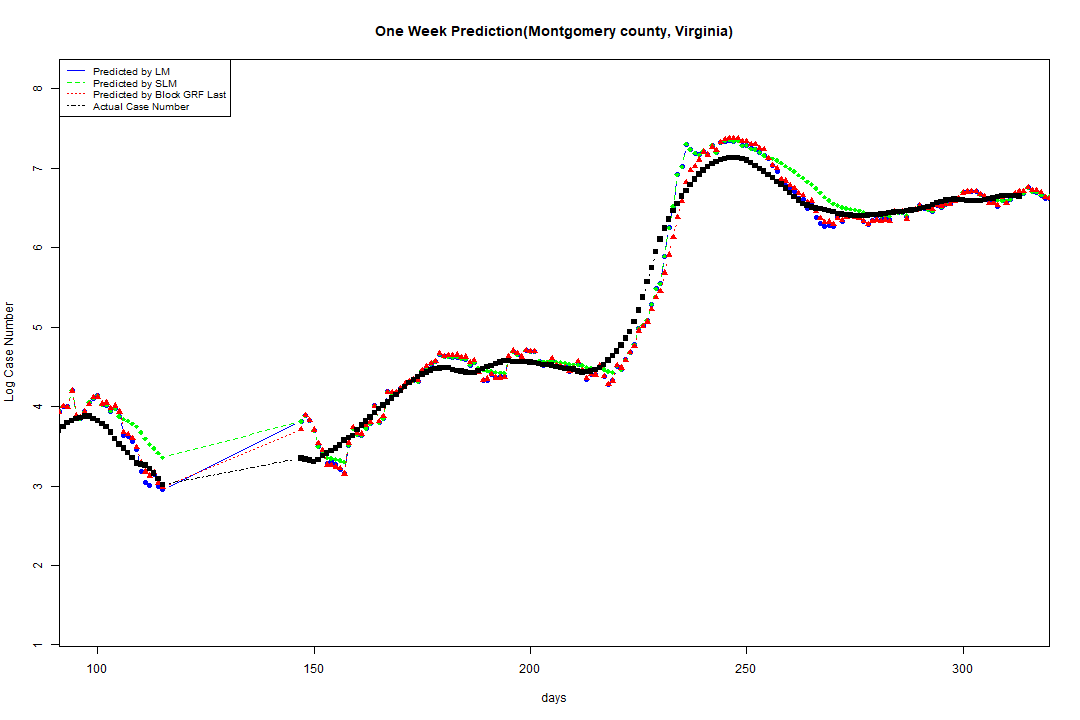 One Week Prediction(Montgomery county, Virginia)
Predicted by LM
Predicted by SLM
Predicted by Block GRF Last
Actual Case Number
8
7
6
5
4
3
2
1
Log Case Number
100 150 200 250 300
days